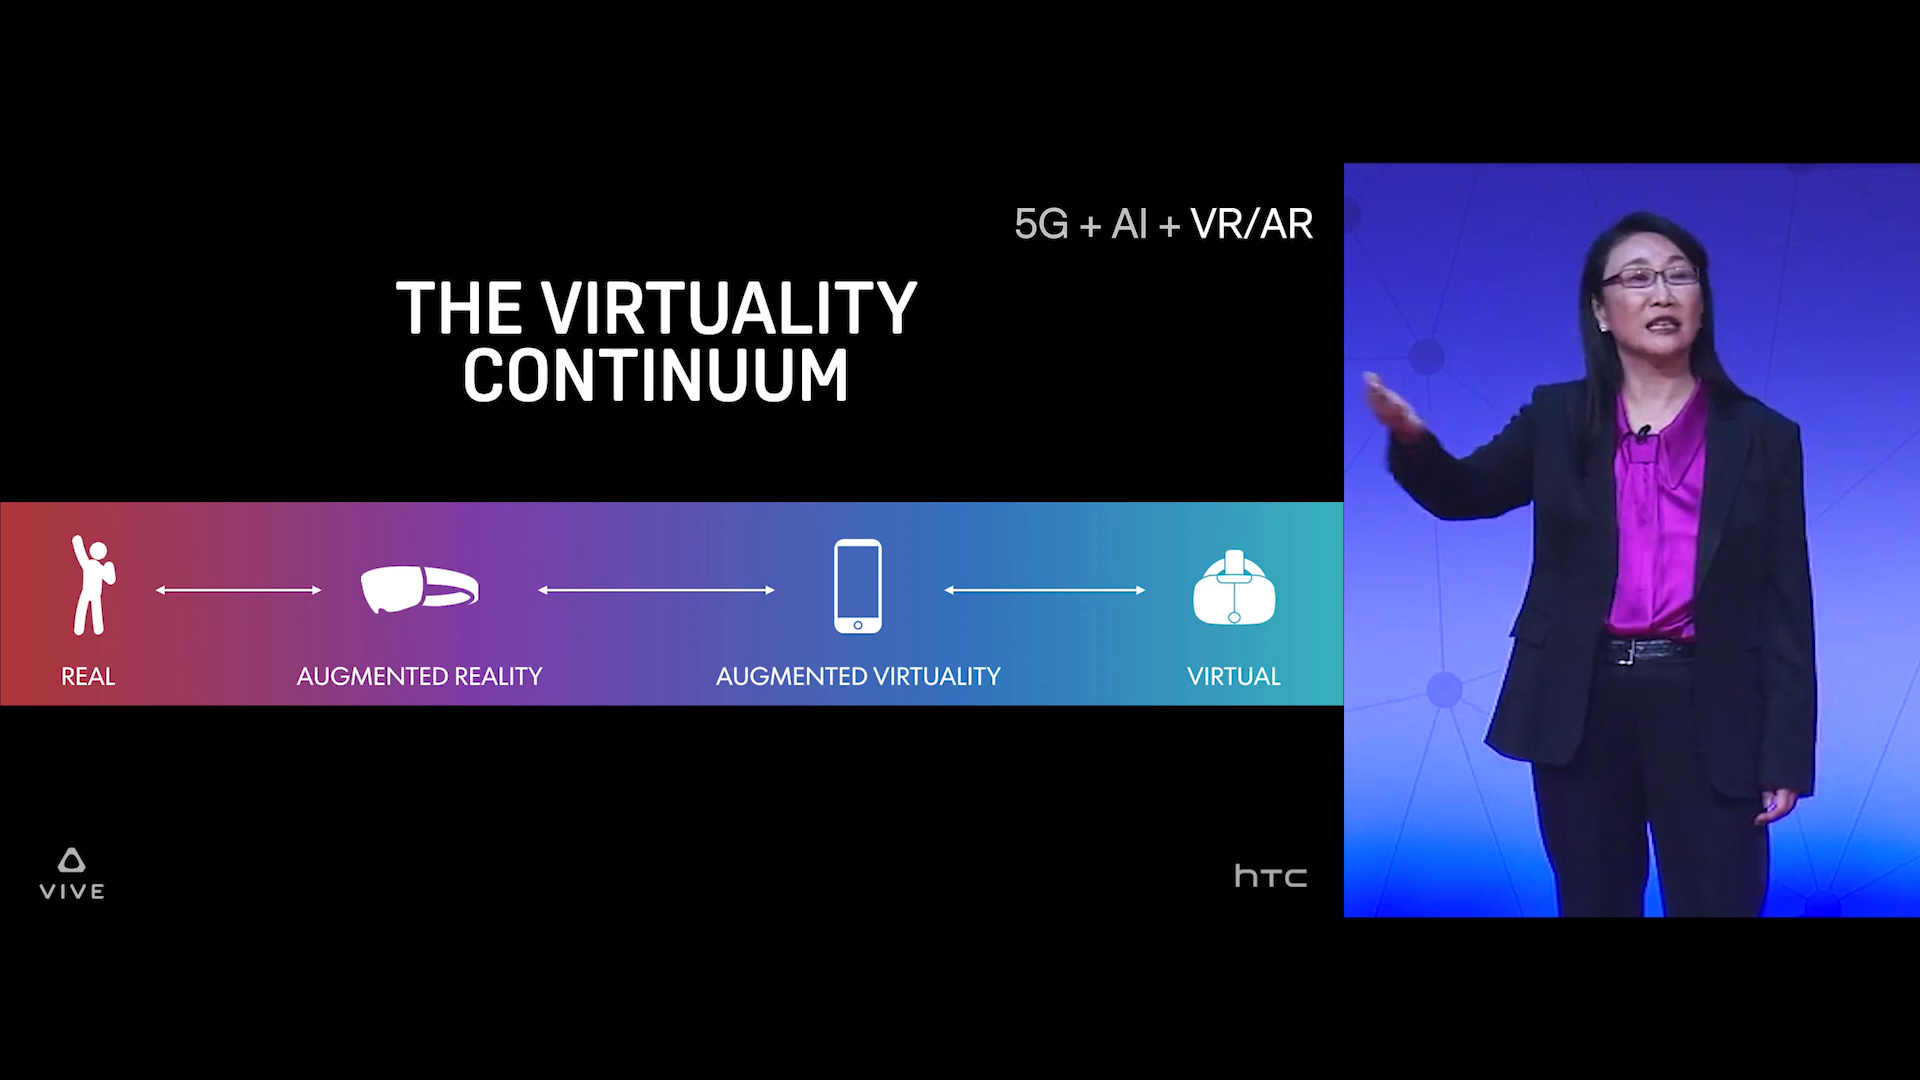 5G + AI + VR/AR
THE VIRTUALITY
CONTINUUM
REAL
AUGMENTED REALITY
AUGMENTED VIRTUALITY
VIRTUAL
VIVE
hTC